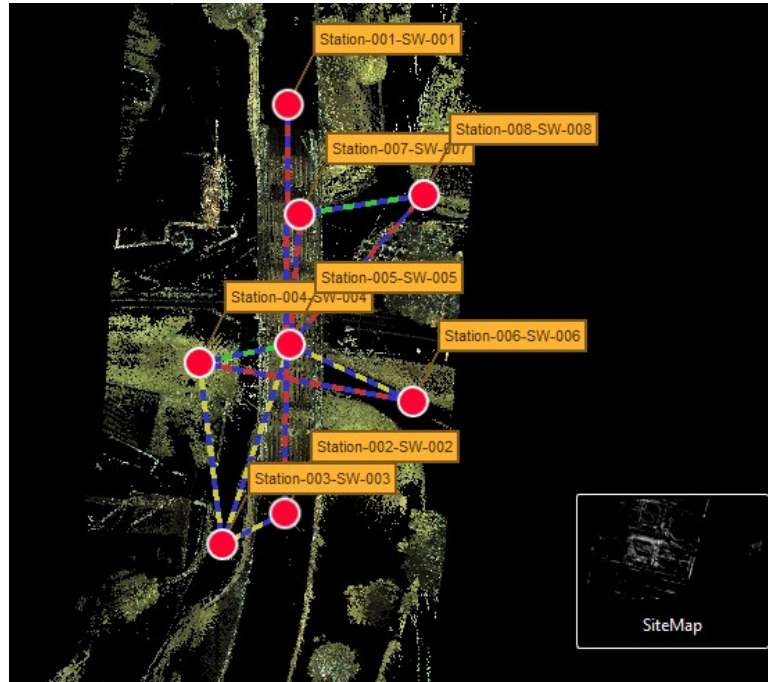 Station-001-SW-001
Station-008-SW-008
Station-007-SW-007
Station-005-SW-005
Station-004-SW-004
Station-006-SW-006
Station-002-SW-002
Station-003-SW-003
SiteMap